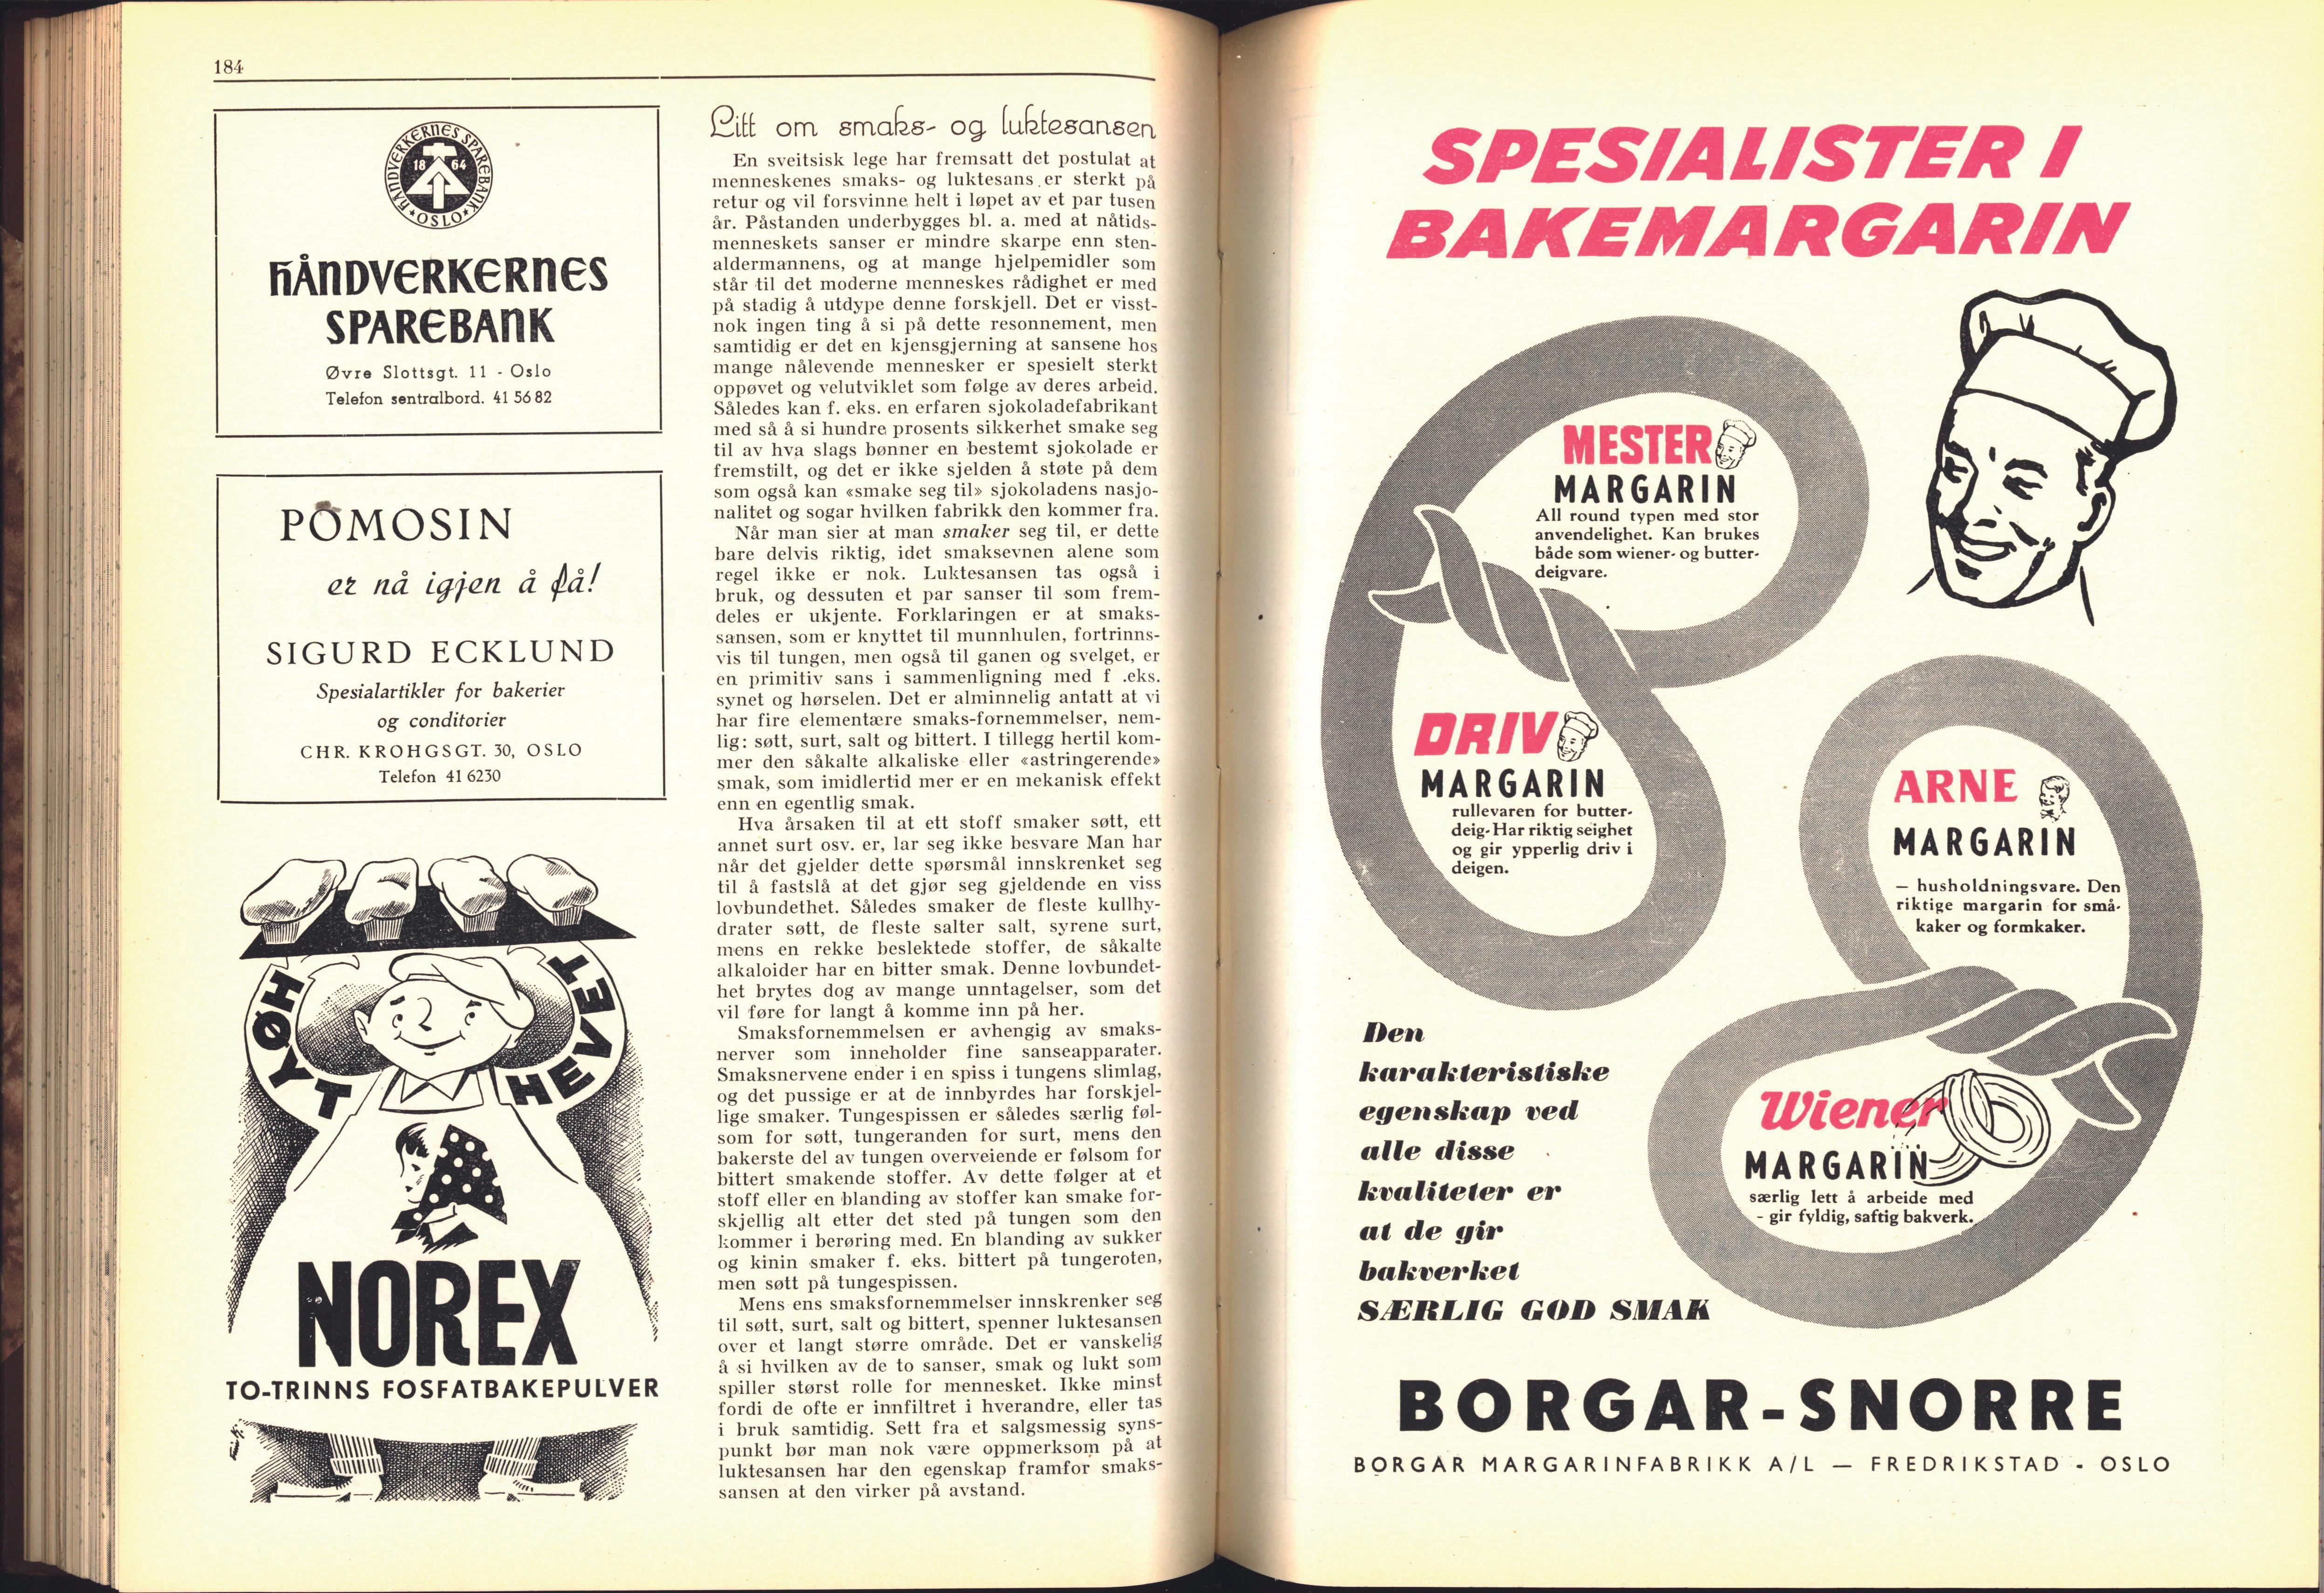 184
HÅNDVERKERNES SPAREBANK
18 64
★ OSLO ★
HÅNDVERKERNES
SPAREBANK
Øvre Slottsgt. 11 - Oslo
Telefon sentralbord. 41 56 82
POMOSIN
er nå igjen å få!
SIGURD ECKLUND
Spesialartikler for bakerier
og conditorier
CHR. KROHGSGT. 30, OSLO
Telefon 41 6230
HØYT HEVET
NOREX
TO-TRINNS FOSFATBAKEPULVER
Litt om smaks- og luktesansen
En sveitsisk lege har fremsatt det postulat at
menneskenes smaks- og luktesans er sterkt på
retur og vil forsvinne helt i løpet av et par tusen
år. Påstanden underbygges bl. a. med at nåtids-
menneskets sanser er mindre skarpe enn sten-
aldermannens, og at mange hjelpemidler som
står til det moderne menneskes rådighet er med
på stadig å utdype denne forskjell. Det er visst-
nok ingen ting å si på dette resonnement, men
samtidig er det en kjensgjerning at sansene hos
mange nålevende mennesker er spesielt sterkt
oppøvet og velutviklet som følge av deres arbeid.
Således kan f. eks. en erfaren sjokoladefabrikant
med så å si hundre prosents sikkerhet smake seg
til av hva slags bønner en bestemt sjokolade er
fremstilt, og det er ikke sjelden å støte på dem
som også kan «smake seg til» sjokoladens nasjo-
nalitet og sogar hvilken fabrikk den kommer fra.
Når man sier at man smaker seg til, er dette
bare delvis riktig, idet smaksevnen alene som
regel ikke er nok. Luktesansen tas også i
bruk, og dessuten et par sanser til som frem-
deles er ukjente. Forklaringen er at smaks-
sansen, som er knyttet til munnhulen, fortrinns-
vis til tungen, men også til ganen og svelget, er
en primitiv sans i sammenligning med f .eks.
synet og hørselen. Det er alminnelig antatt at vi
har fire elementære smaks-fornemmelser, nem-
lig: søtt, surt, salt og bittert. I tillegg hertil kom-
mer den såkalte alkaliske eller «astringerende»
smak, som imidlertid mer er en mekanisk effekt
enn en egentlig smak.
Hva årsaken til at ett stoff smaker søtt, ett
annet surt osv. er, lar seg ikke besvare Man har
når det gjelder dette spørsmål innskrenket seg
til å fastslå at det gjør seg gjeldende en viss
lovbundethet. Således smaker de fleste kullhy-
drater søtt, de fleste salter salt, syrene surt,
mens en rekke beslektede stoffer, de såkalte
alkaloider har en bitter smak. Denne lovbundet-
het brytes dog av mange unntagelser, som det
vil føre for langt å komme inn på her.
Smaksfornemmelsen er avhengig av smaks-
nerver som inneholder fine sanseapparater.
Smaksnervene ender i en spiss i tungens slimlag,
og det pussige er at de innbyrdes har forskjel-
lige smaker. Tungespissen er således særlig føl-
som for søtt, tungeranden for surt, mens den
bakerste del av tungen overveiende er følsom for
bittert smakende stoffer. Av dette følger at et
stoff eller en blanding av stoffer kan smake for-
skjellig alt etter det sted på tungen som den
kommer i berøring med. En blanding av sukker
og kinin smaker f. eks. bittert på tungeroten,
men søtt på tungespissen.
Mens ens smaksfornemmelser innskrenker seg
til søtt, surt, salt og bittert, spenner luktesansen
over et langt større område. Det er vanskelig
å si hvilken av de to sanser, smak og lukt som
spiller størst rolle for mennesket. Ikke minst
fordi de ofte er innfiltret i hverandre, eller tas
i bruk samtidig. Sett fra et salgsmessig syns-
punkt bør man nok være oppmerksom på at
luktesansen har den egenskap framfor smaks-
sansen at den virker på avstand.
SPESIALISTER I
BAKEMARGARIN
MESTER
MARGARIN
All round typen med stor
anvendelighet. Kan brukes
både som wiener- og butter-
deigvare.
DRIV
MARGARIN
rullevaren for butter-
deig- Har riktig seighet
og gir ypperlig driv i
deigen.
ARNE
MARGARIN
— husholdningsvare. Den
riktige margarin for små-
kaker og formkaker.
Wiener
MARGARIN
særlig lett å arbeide med
- gir fyldig, saftig bakverk.
Den
karakteristiske
egenskap ved
alle disse
kvaliteter er
at de gir
bakverket
SÆRLIG GOD SMAK
BORGAR-SNORRE
BORGAR MARGARINFABRIKK A/L — FREDRIKSTAD - OSLO